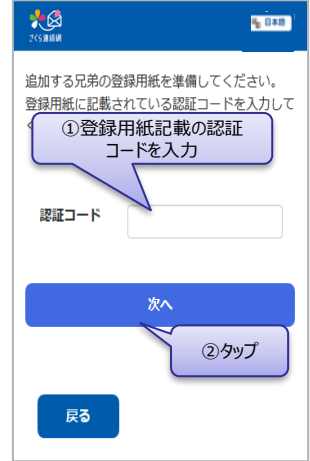 さくら連絡網
日本語
追加する兄弟の登録用紙を準備してください。
登録用紙に記載されている認証コードを入力して
①登録用紙記載の認証
コードを入力
認証コード
次へ
②タップ
戻る